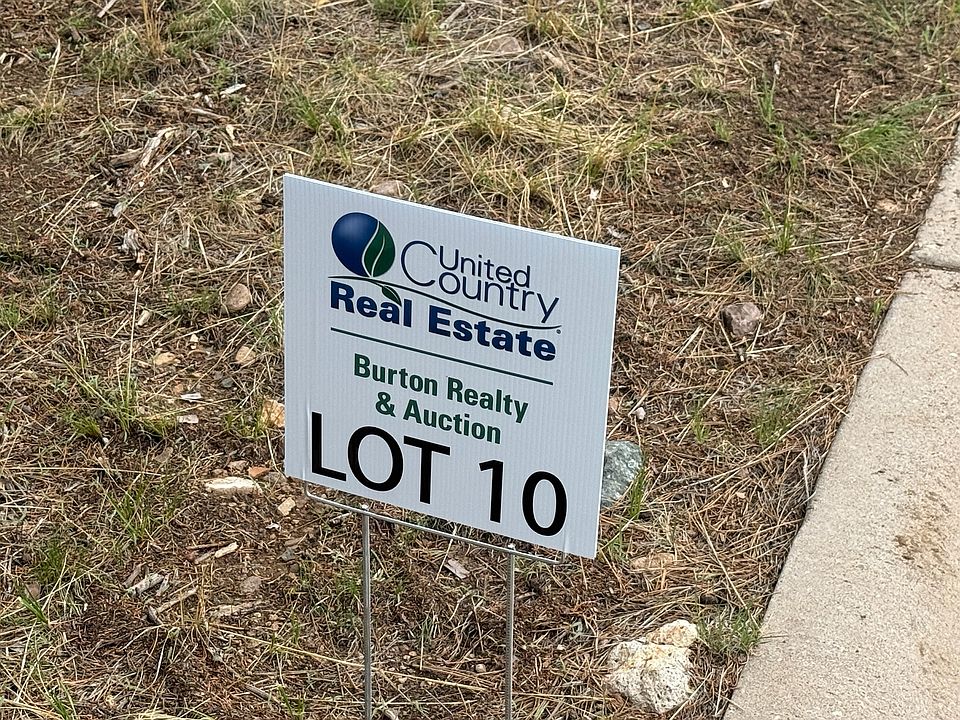 United
Country
Real Estate
Burton Realty
& Auction
LOT 10